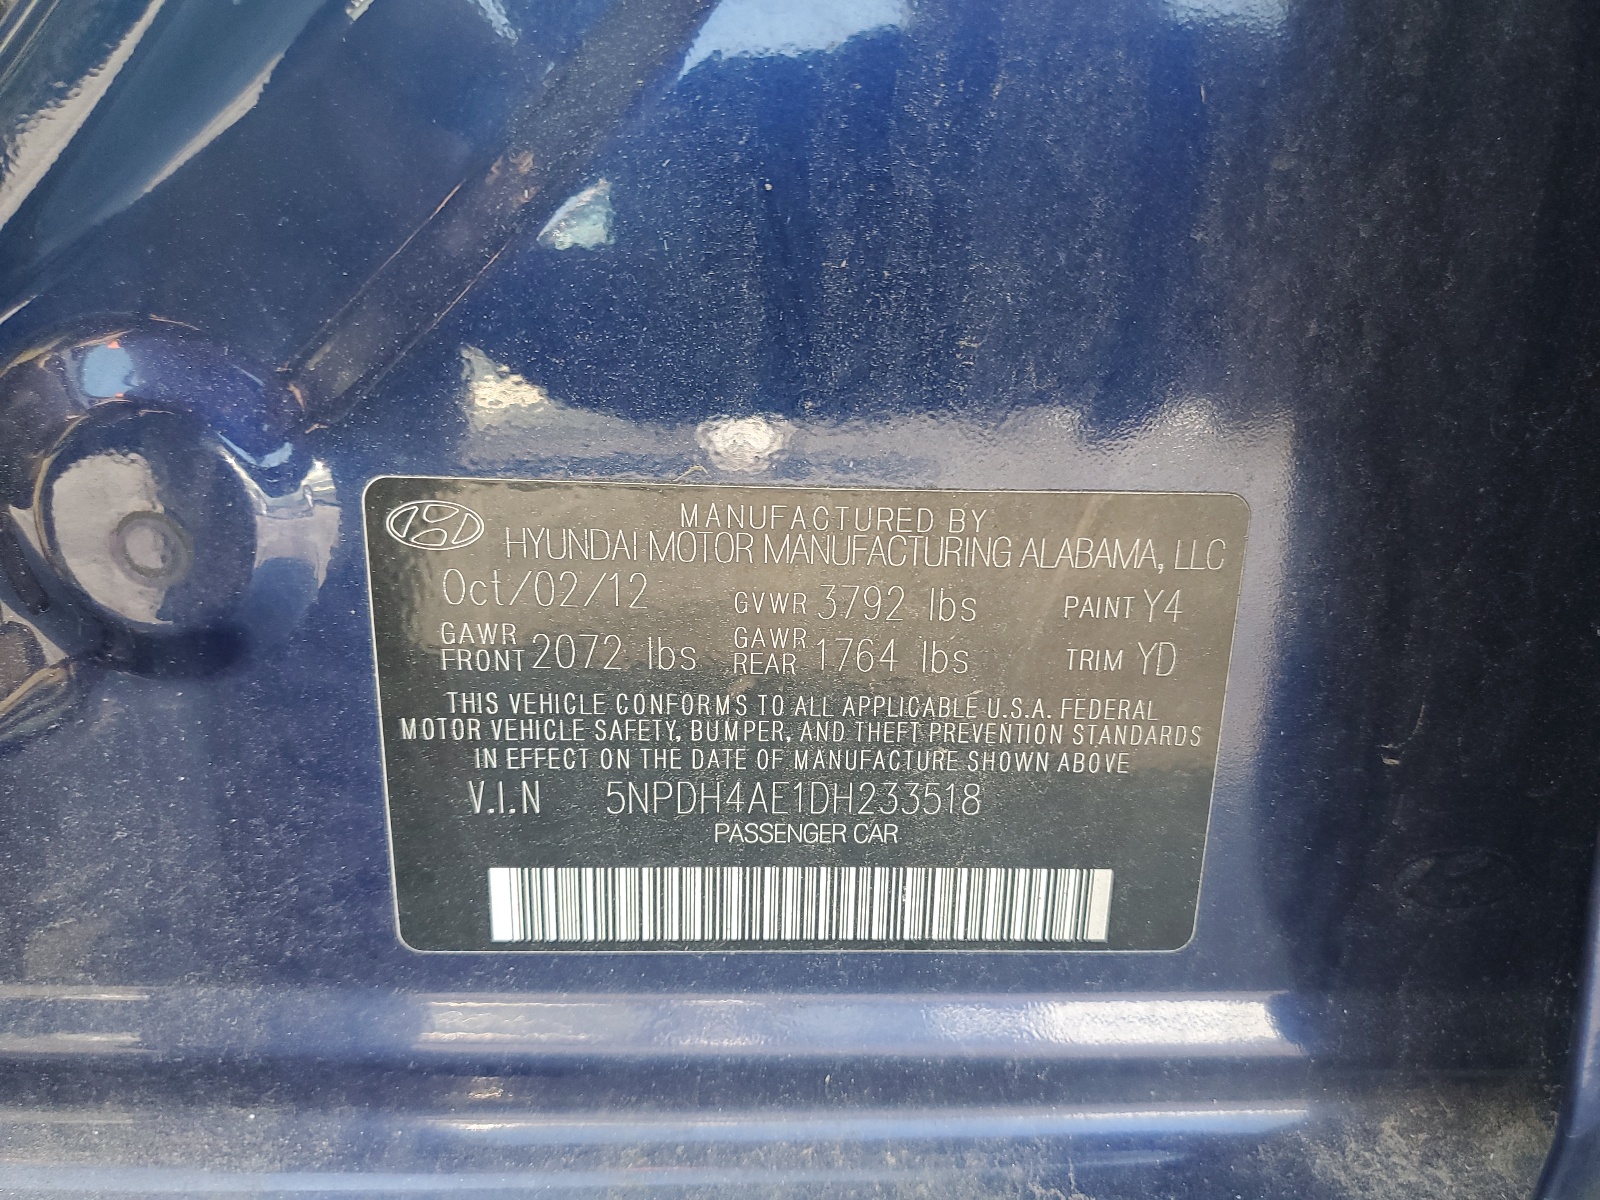 MANUFACTURED BY
HYUNDAI MOTOR MANUFACTURING ALABAMA, LLC
Oct/02/12 GVWR 3792 lbs PAINT Y4
GAWR FRONT 2072 lbs GAWR REAR 1764 lbs TRIM YD
THIS VEHICLE CONFORMS TO ALL APPLICABLE U.S.A. FEDERAL
MOTOR VEHICLE SAFETY, BUMPER, AND THEFT PREVENTION STANDARDS
IN EFFECT ON THE DATE OF MANUFACTURE SHOWN ABOVE
V.I.N 5NPDH4AE1DH233518
PASSENGER CAR